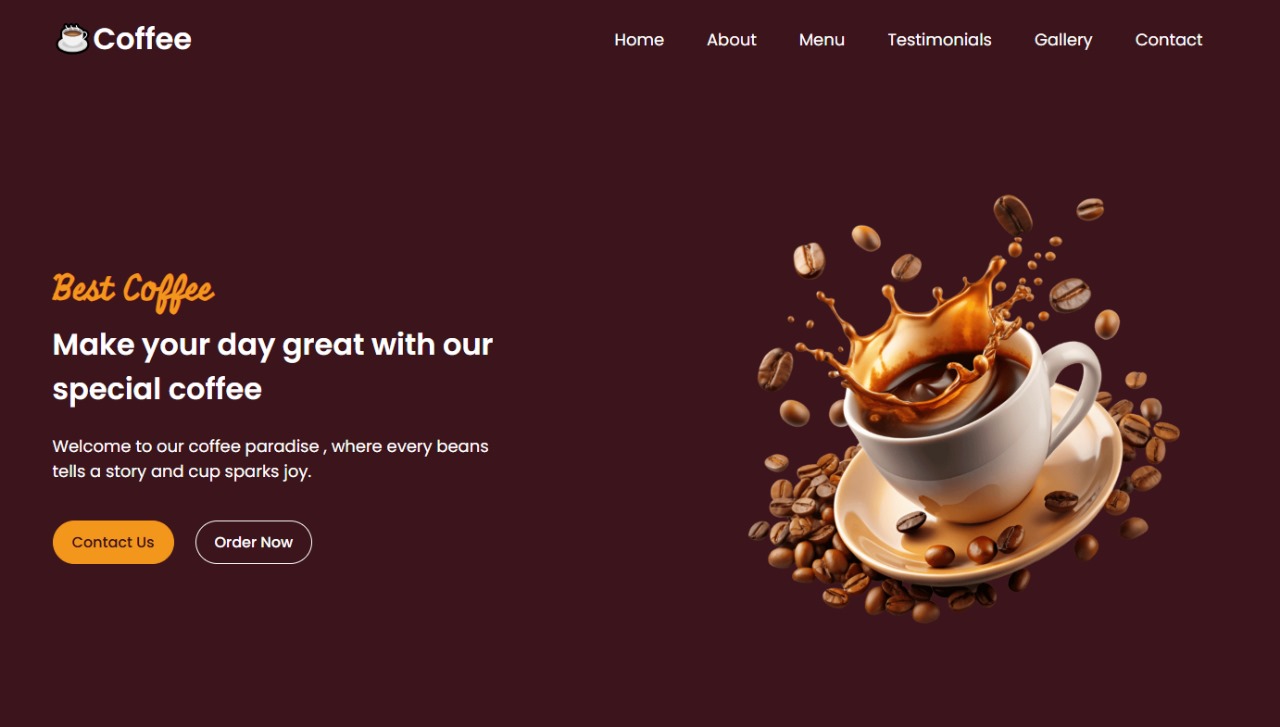 Coffee
Home About Menu Testimonials Gallery Contact
Best Coffee
Make your day great with our
special coffee
Welcome to our coffee paradise , where every beans
tells a story and cup sparks joy.
Contact Us Order Now